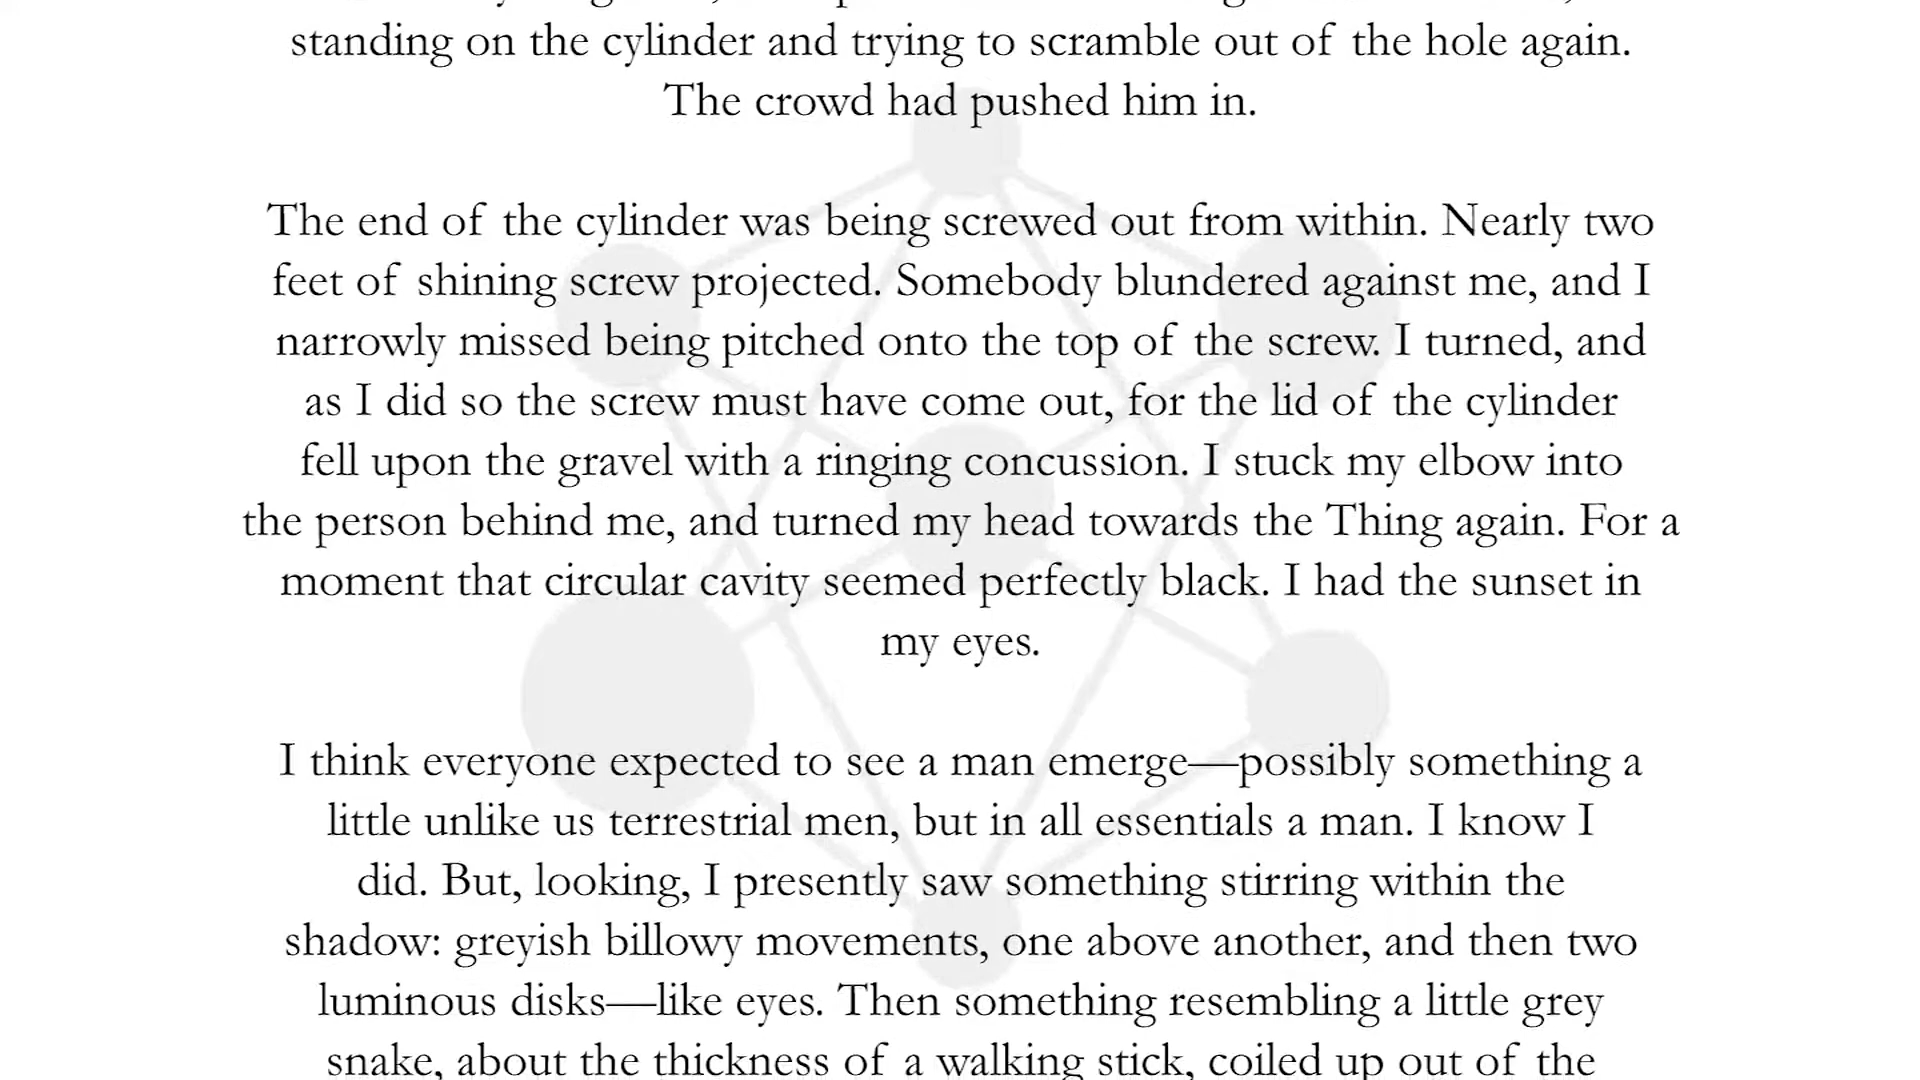 standing on the cylinder and trying to scramble out of the hole again.
The crowd had pushed him in.
The end of the cylinder was being screwed out from within. Nearly two
feet of shining screw projected. Somebody blundered against me, and I
narrowly missed being pitched onto the top of the screw. I turned, and
as I did so the screw must have come out, for the lid of the cylinder
fell upon the gravel with a ringing concussion. I stuck my elbow into
the person behind me, and turned my head towards the Thing again. For a
moment that circular cavity seemed perfectly black. I had the sunset in
my eyes.
I think everyone expected to see a man emerge—possibly something a
little unlike us terrestrial men, but in all essentials a man. I know I
did. But, looking, I presently saw something stirring within the
shadow: greyish billowy movements, one above another, and then two
luminous disks—like eyes. Then something resembling a little grey
snake, about the thickness of a walking stick, coiled up out of the